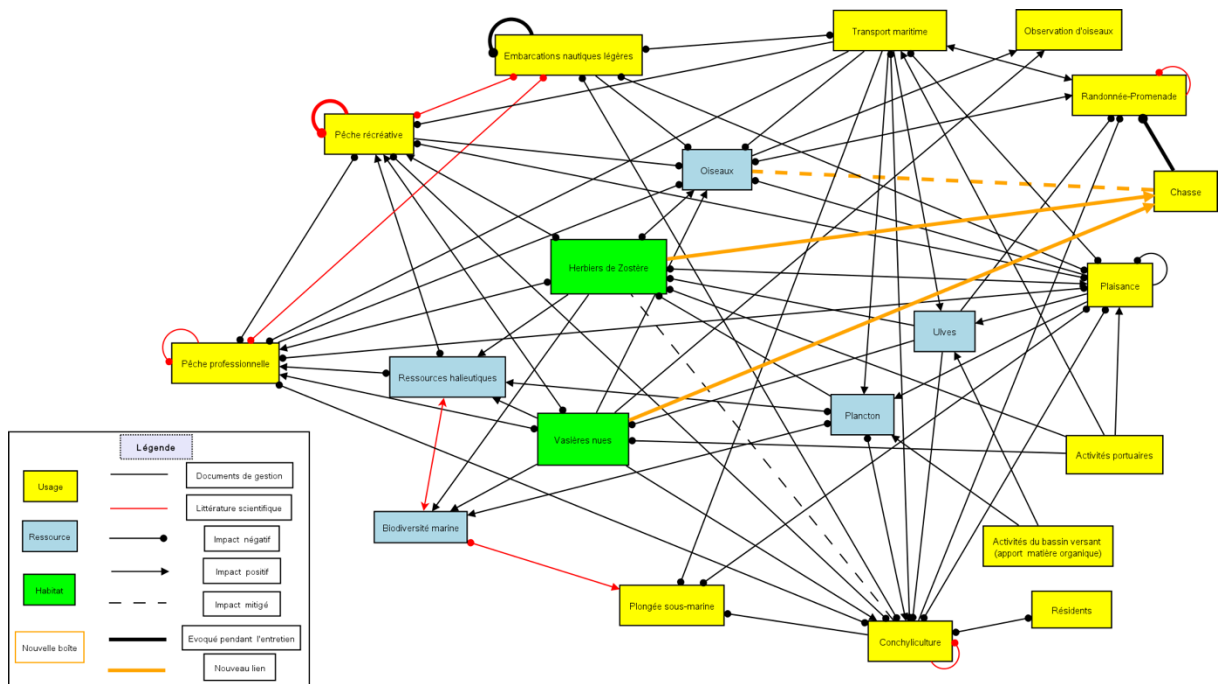 Transport maritime
Observation d'oiseaux
Embarcations nautiques légères
Randonnée-Promenade
Pêche récréative
Oiseaux
Chasse
Herbiers de Zostère
Plaisance
Ulves
Pêche professionnelle
Ressources halieutiques
Plancton
Vasières nues
Activités portuaires
Biodiversité marine
Activités du bassin versant
(apport matière organique)
Plongée sous-marine
Résidents
Conchyliculture
Légende
Usage
Documents de gestion
Littérature scientifique
Ressource
Impact négatif
Impact positif
Habitat
Impact mitigé
Nouvelle boîte
Evoqué pendant l'entretien
Nouveau lien